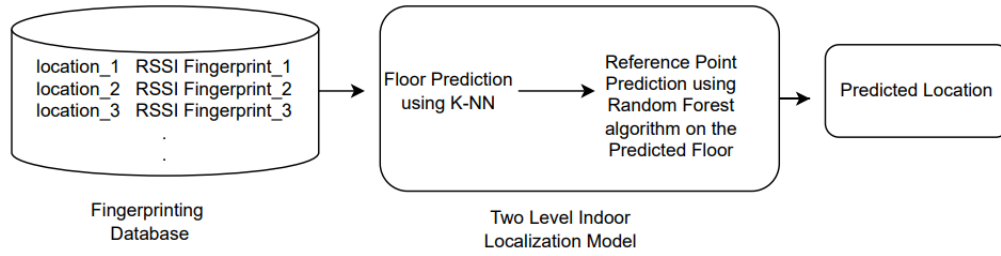 location_1 RSSI Fingerprint_1
location_2 RSSI Fingerprint_2
location_3 RSSI Fingerprint_3
.
.
Fingerprinting
Database
Floor Prediction
using K-NN
Reference Point
Prediction using
Random Forest
algorithm on the
Predicted Floor
Two Level Indoor
Localization Model
Predicted Location